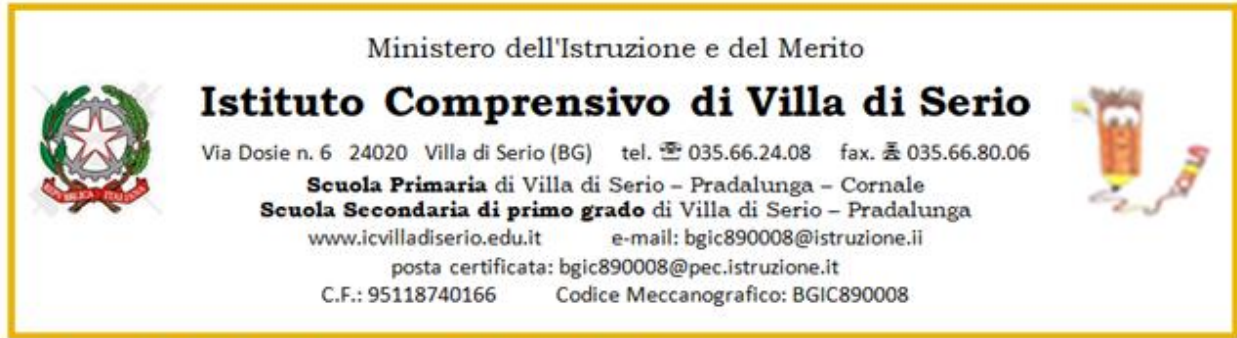 Ministero dell'Istruzione e del Merito
Istituto Comprensivo di Villa di Serio
Via Dosie n. 6 24020 Villa di Serio (BG) tel. ☎ 035.66.24.08 fax. 035.66.80.06
Scuola Primaria di Villa di Serio – Pradalunga – Cornale
Scuola Secondaria di primo grado di Villa di Serio – Pradalunga
www.icvilladiserio.edu.it e-mail: bgic890008@istruzione.ii
posta certificata: bgic890008@pec.istruzione.it
C.F.: 95118740166 Codice Meccanografico: BGIC890008